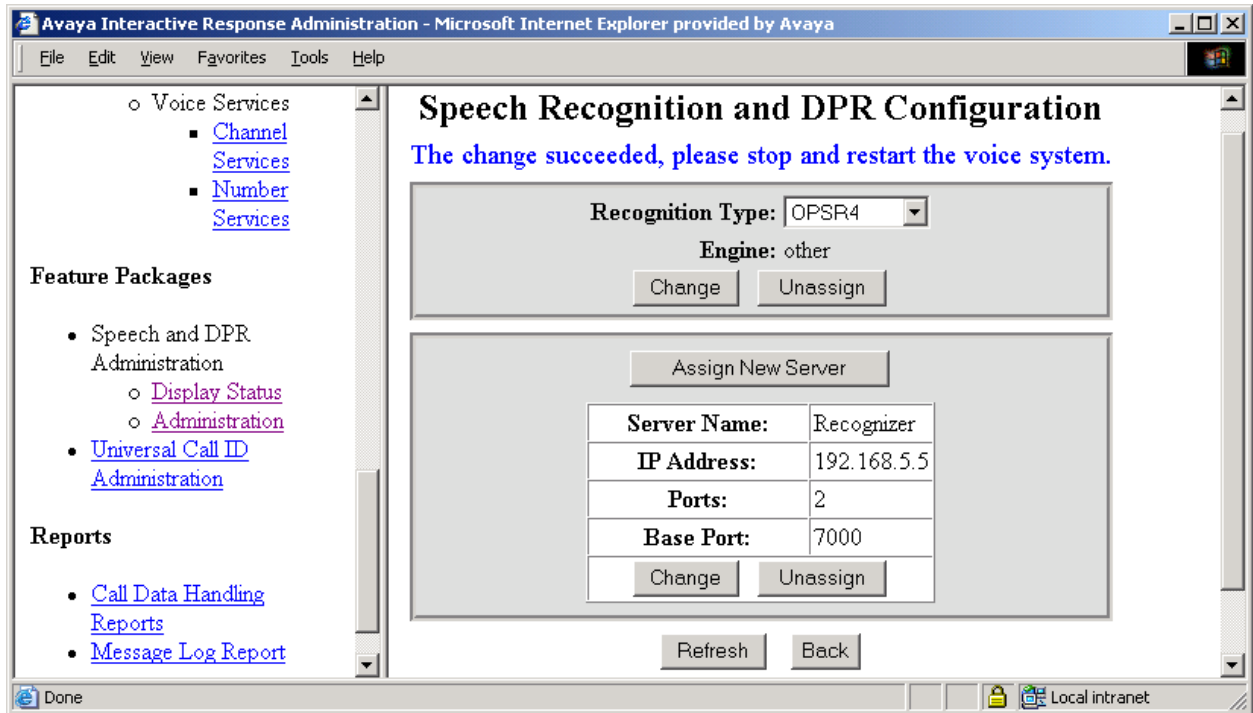 Avaya Interactive Response Administration - Microsoft Internet Explorer provided by Avaya
File Edit View Favorites Tools Help
Voice Services
Channel
Services
Number
Services
Feature Packages
Speech and DPR
Administration
Display Status
Administration
Universal Call ID
Administration
Reports
Call Data Handling
Reports
Message Log Report
Speech Recognition and DPR Configuration
The change succeeded, please stop and restart the voice system.
Recognition Type: OPSR4
Engine: other
Change Unassign
Assign New Server
Server Name: Recognizer
IP Address: 192.168.5.5
Ports: 2
Base Port: 7000
Change Unassign
Refresh Back
Done Local intranet